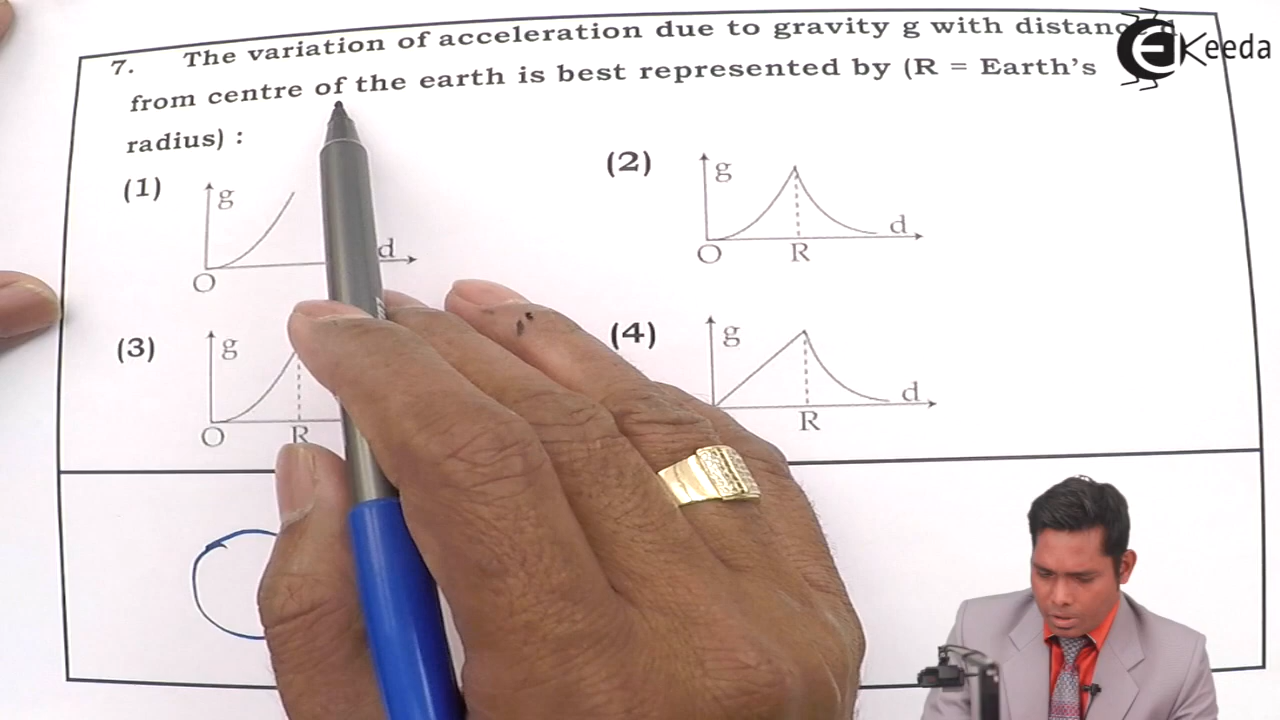 7. The variation of acceleration due to gravity g with distance d
from centre of the earth is best represented by (R = Earth's
radius) :
(1) g d O
(2) g d O R
(3) g O R
(4) g d R
Keeda